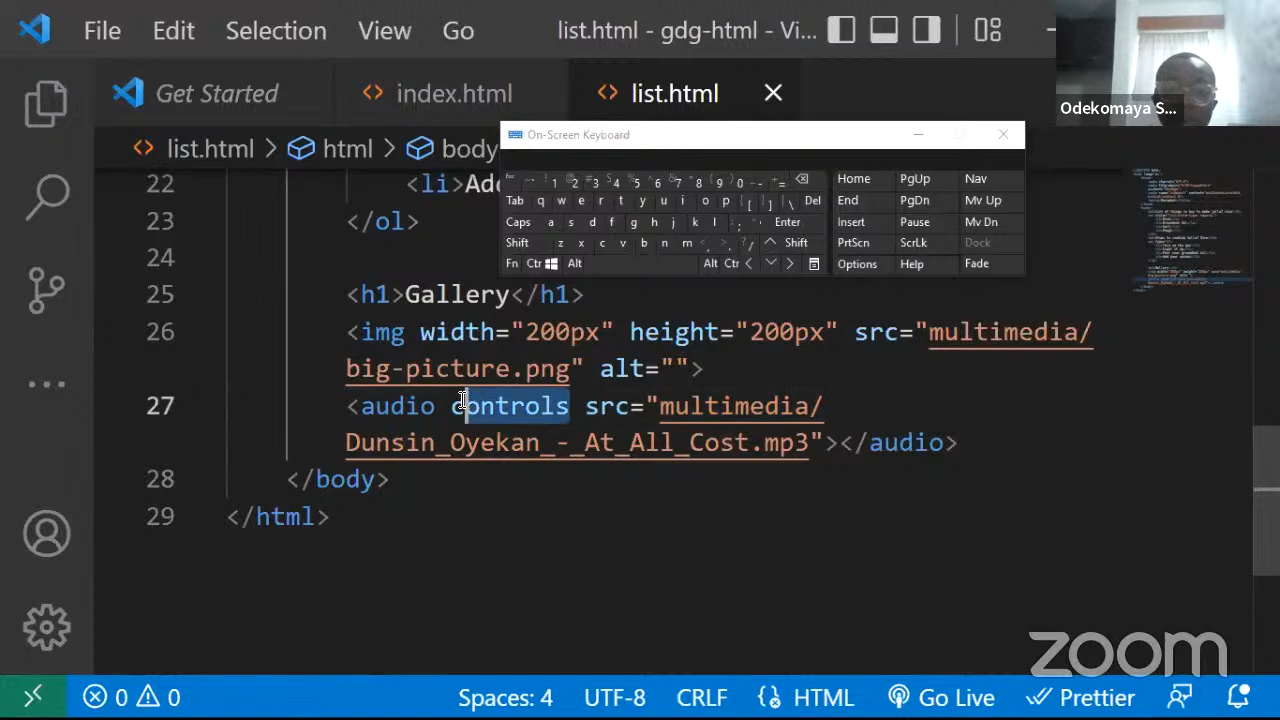 File Edit Selection View Go list.html - gdg-html - Vi...
Get Started index.html list.html
Odekomaya S...
list.html > html > body
On-Screen Keyboard
Home PgUp Nav
Tab q w e r t y u i o p [ ] \ Del End PgDn Mv Up
Caps a s d f g h j k l ; ' Enter Insert Pause Mv Dn
Shift z x c v b n m , . / Shift PrtScn ScrLk Dock
Fn Ctr Alt Alt Ctr Options Help Fade
22 <li>Add
23 </ol>
24
25 <h1>Gallery</h1>
26 <img width="200px" height="200px" src="multimedia/
big-picture.png" alt="">
27 <audio controls src="multimedia/
Dunsin_Oyekan_-_At_All_Cost.mp3"></audio>
28 </body>
29 </html>
zoom
0 0 Spaces: 4 UTF-8 CRLF HTML Go Live Prettier